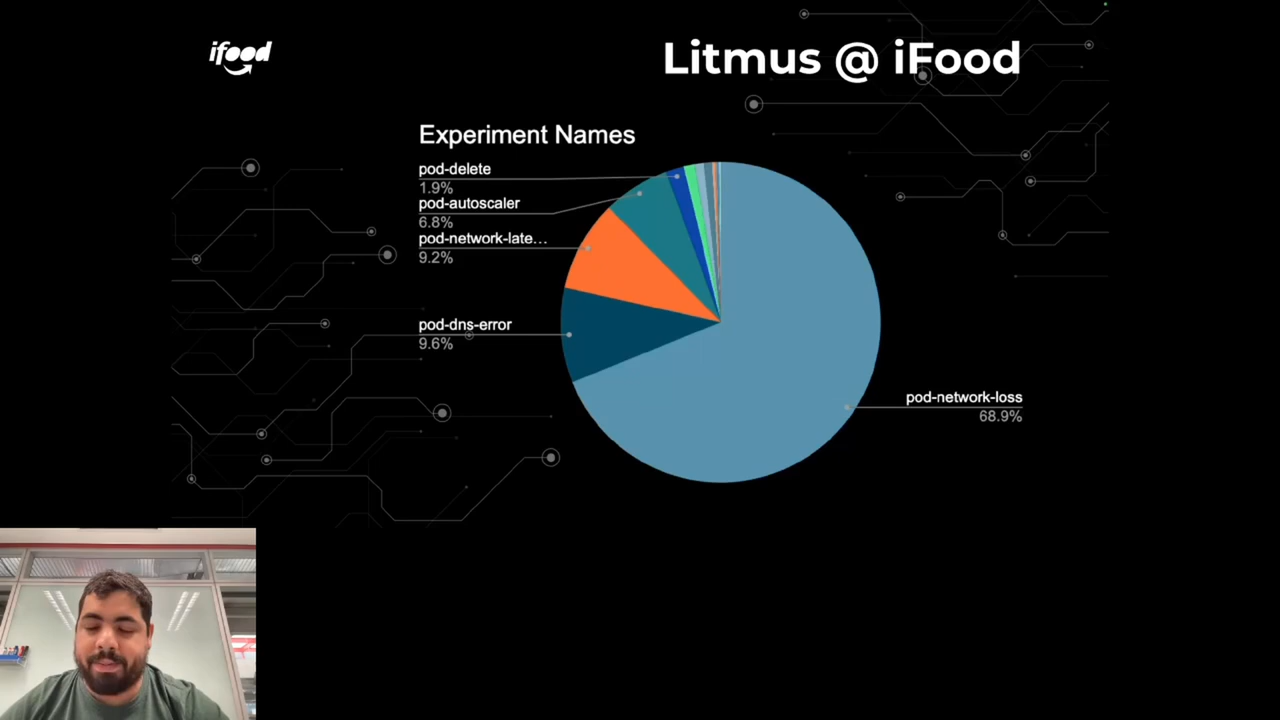 ifood
Litmus @ iFood
Experiment Names
pod-delete
1.9%
pod-autoscaler
6.8%
pod-network-late…
9.2%
pod-dns-error
9.6%
pod-network-loss
68.9%